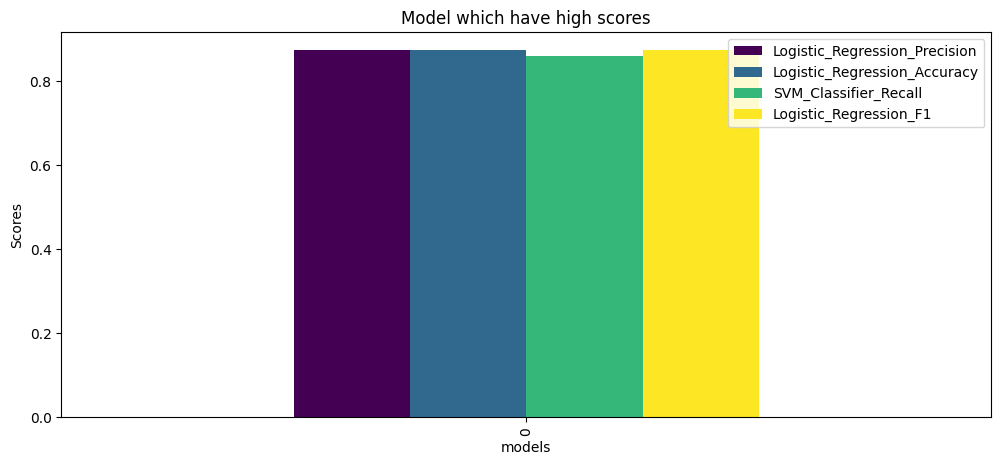 Model which have high scores
Logistic_Regression_Precision
Logistic_Regression_Accuracy
SVM_Classifier_Recall
Logistic_Regression_F1
Scores
0.8
0.6
0.4
0.2
0.0
0
models